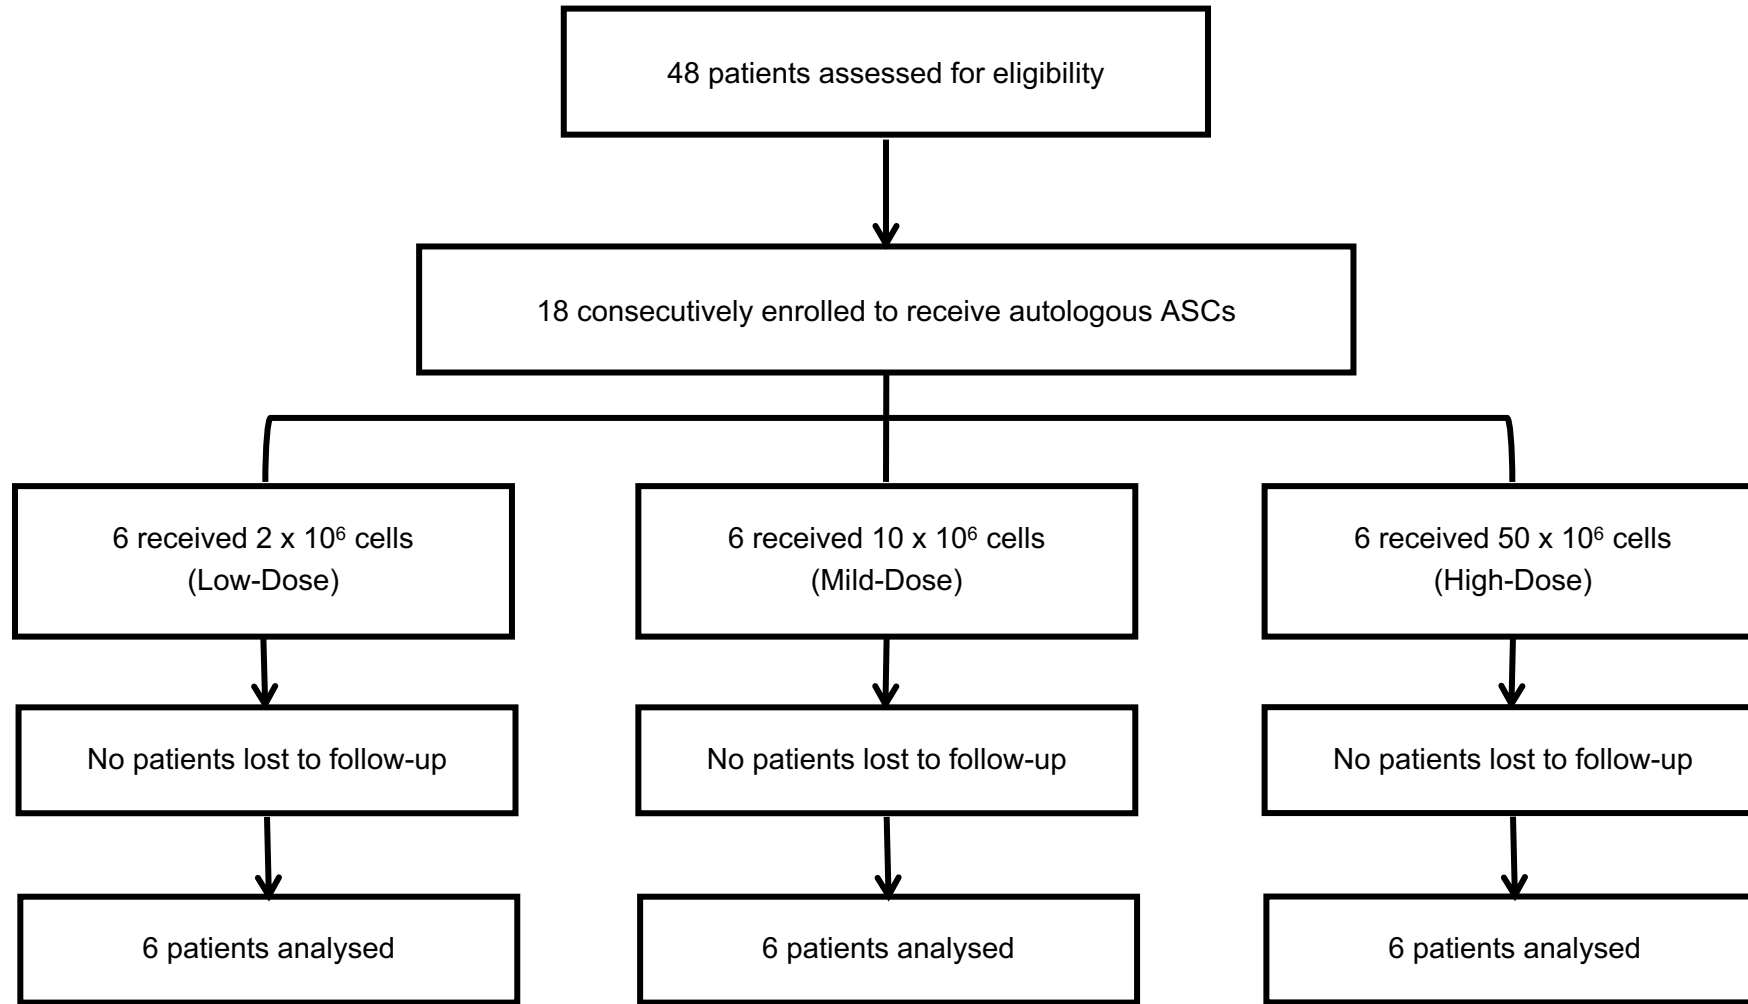 48 patients assessed for eligibility
18 consecutively enrolled to receive autologous ASCs
6 received 2 x 10⁶ cells
(Low-Dose)
6 received 10 x 10⁶ cells
(Mild-Dose)
6 received 50 x 10⁶ cells
(High-Dose)
No patients lost to follow-up
No patients lost to follow-up
No patients lost to follow-up
6 patients analysed
6 patients analysed
6 patients analysed